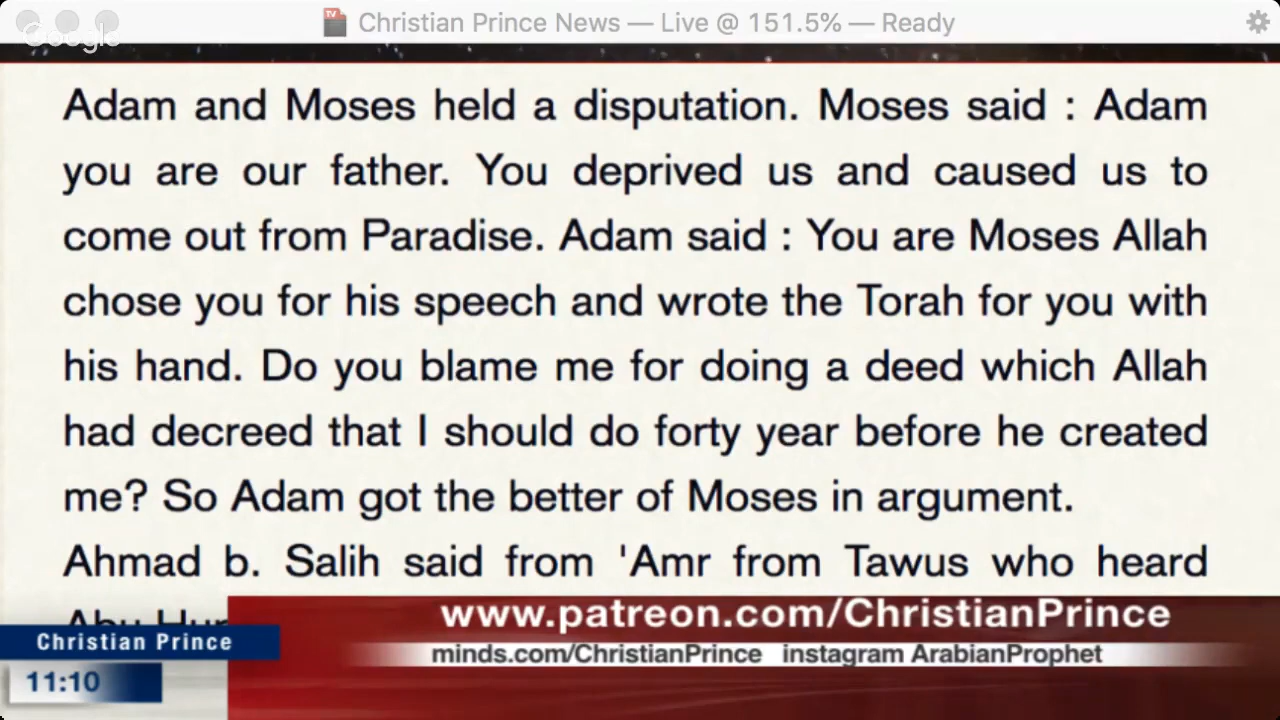 Christian Prince News — Live @ 151.5% — Ready
Google
Adam and Moses held a disputation. Moses said : Adam
you are our father. You deprived us and caused us to
come out from Paradise. Adam said : You are Moses Allah
chose you for his speech and wrote the Torah for you with
his hand. Do you blame me for doing a deed which Allah
had decreed that I should do forty year before he created
me? So Adam got the better of Moses in argument.
Ahmad b. Salih said from 'Amr from Tawus who heard
www.patreon.com/ChristianPrince
Christian Prince
minds.com/ChristianPrince instagram ArabianProphet
11:10